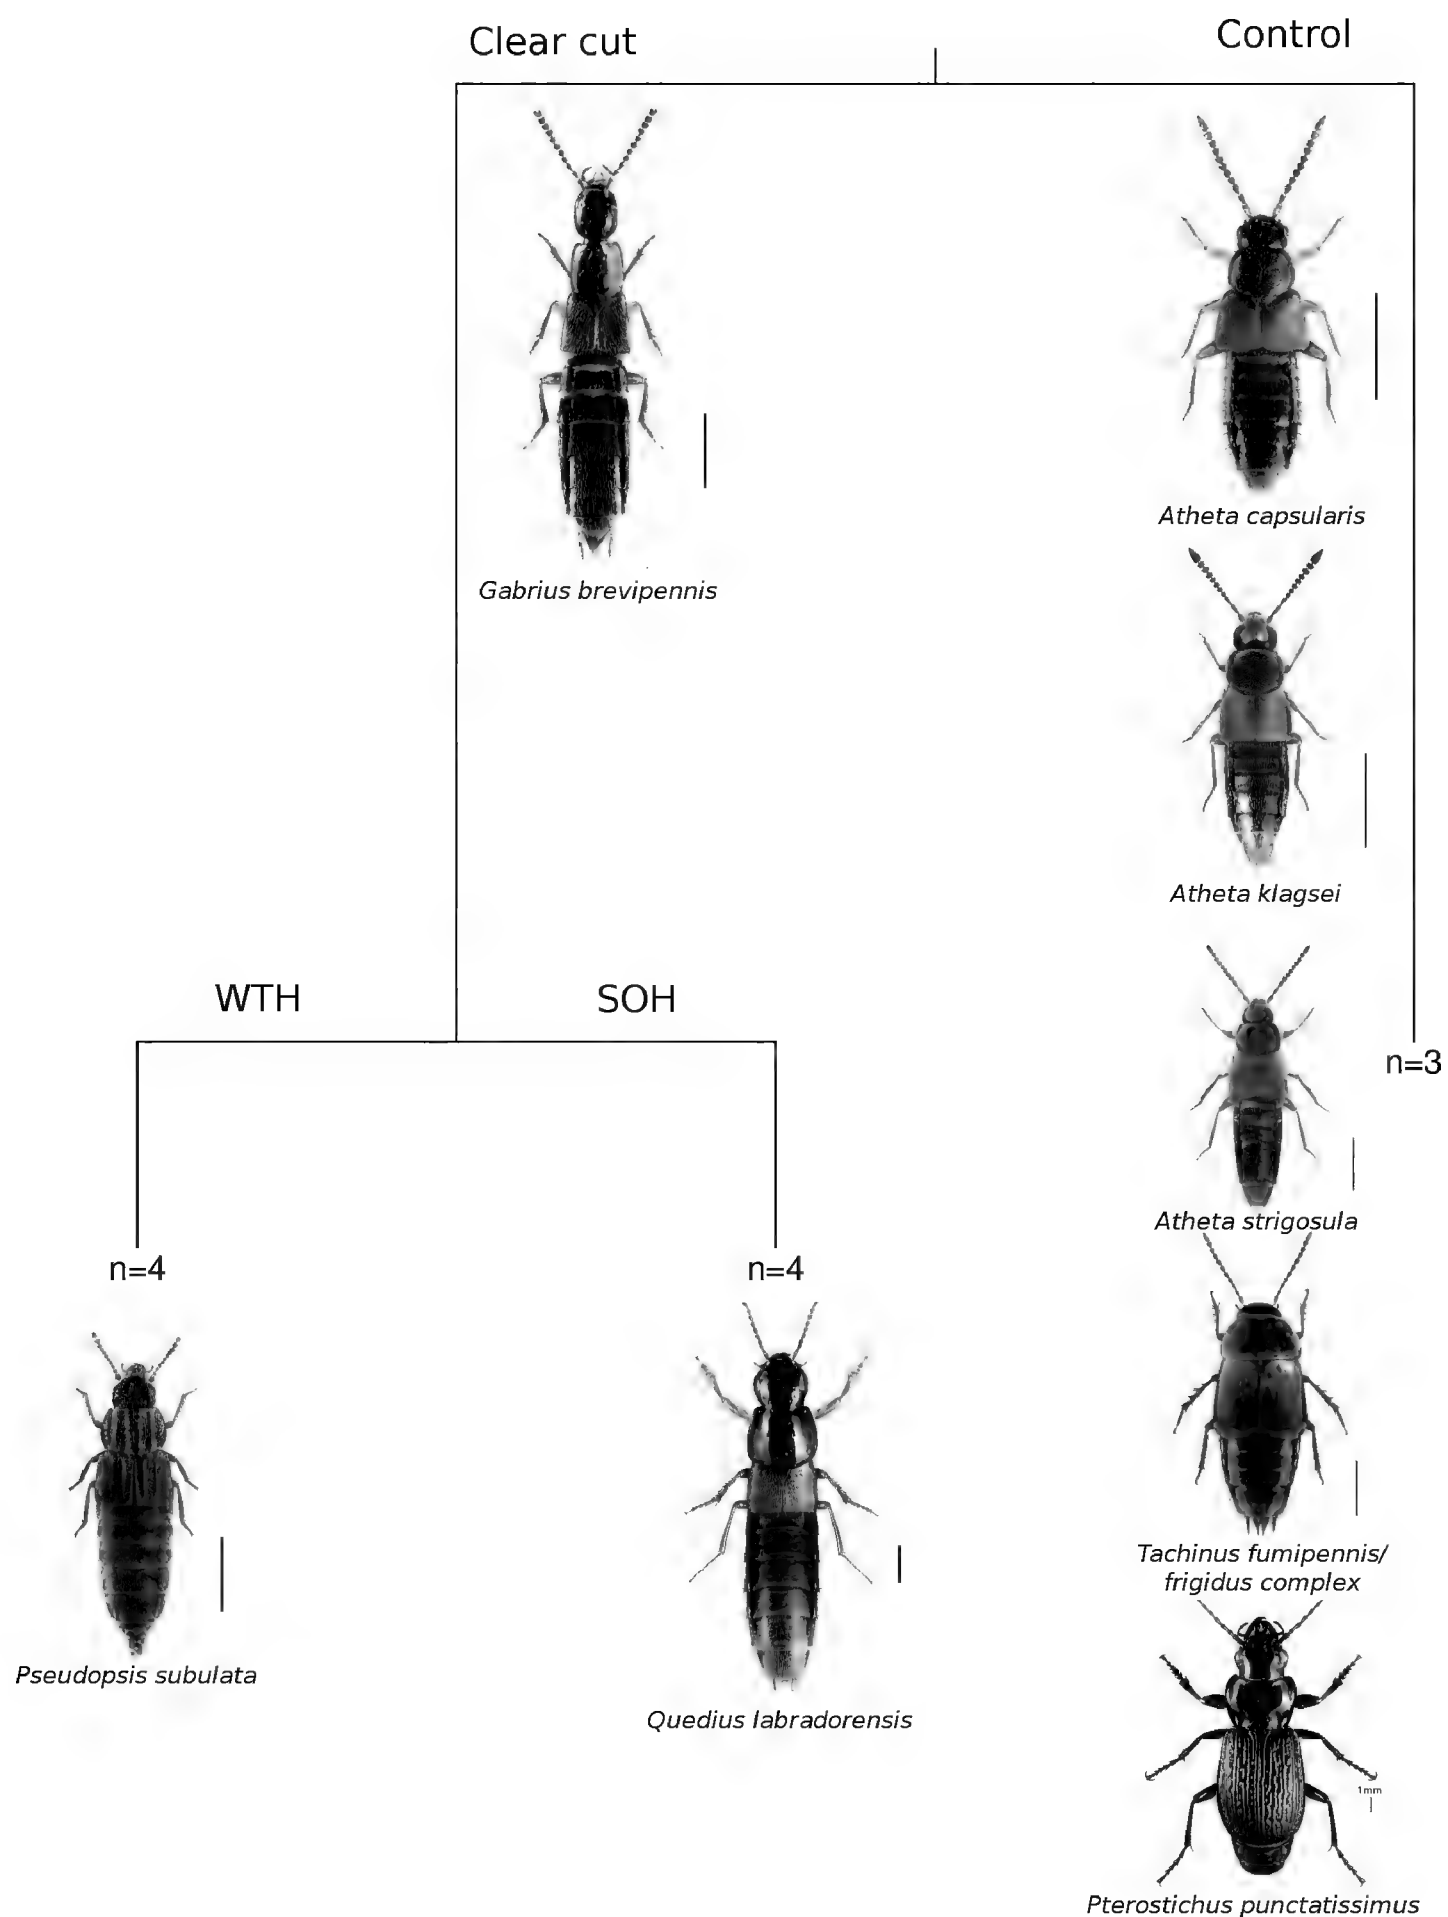 Clear cut
Control
Gabrius brevipennis
Atheta capsularis
Atheta klagsei
WTH
SOH
n=3
Atheta strigosula
n=4
n=4
Tachinus fumipennis/
frigidus complex
Pseudopsis subulata
Quedius labradorensis
1mm
Pterostichus punctatissimus